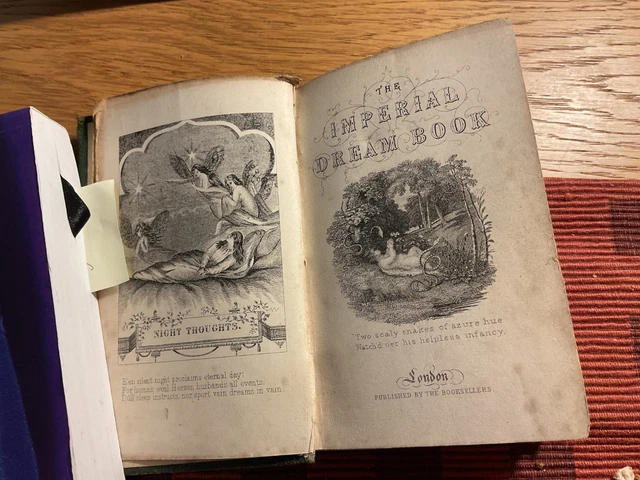 NIGHT THOUGHTS.
E'en silent night proclaims eternal day:
For human weal Heaven husbands all events;
Dull sleep instructs, nor sport vain dreams in vain.
THE
IMPERIAL
DREAM BOOK
"Two scaly snakes of azure hue
Watch'd o'er his helpless infancy.
London
PUBLISHED BY THE BOOKSELLERS.